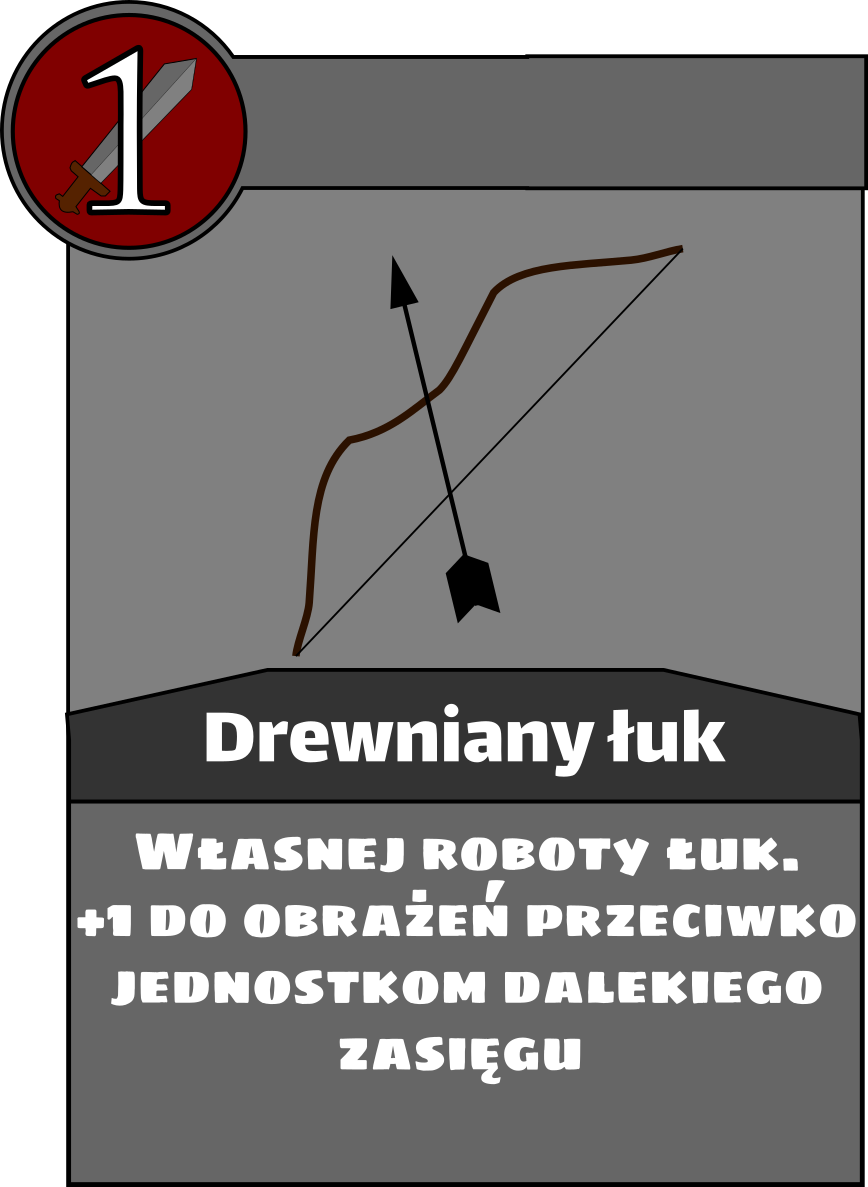 1
Drewniany łuk
Własnej roboty łuk.
+1 do obrażeń przeciwko
jednostkom dalekiego
zasięgu